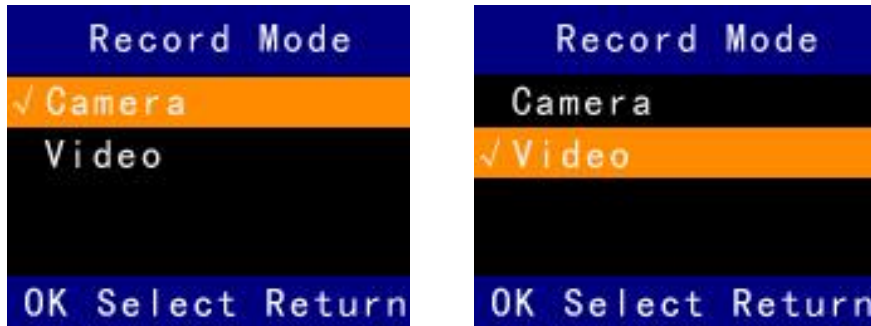 Record Mode
√ Camera
Video
OK Select Return
Record Mode
Camera
√ Video
OK Select Return